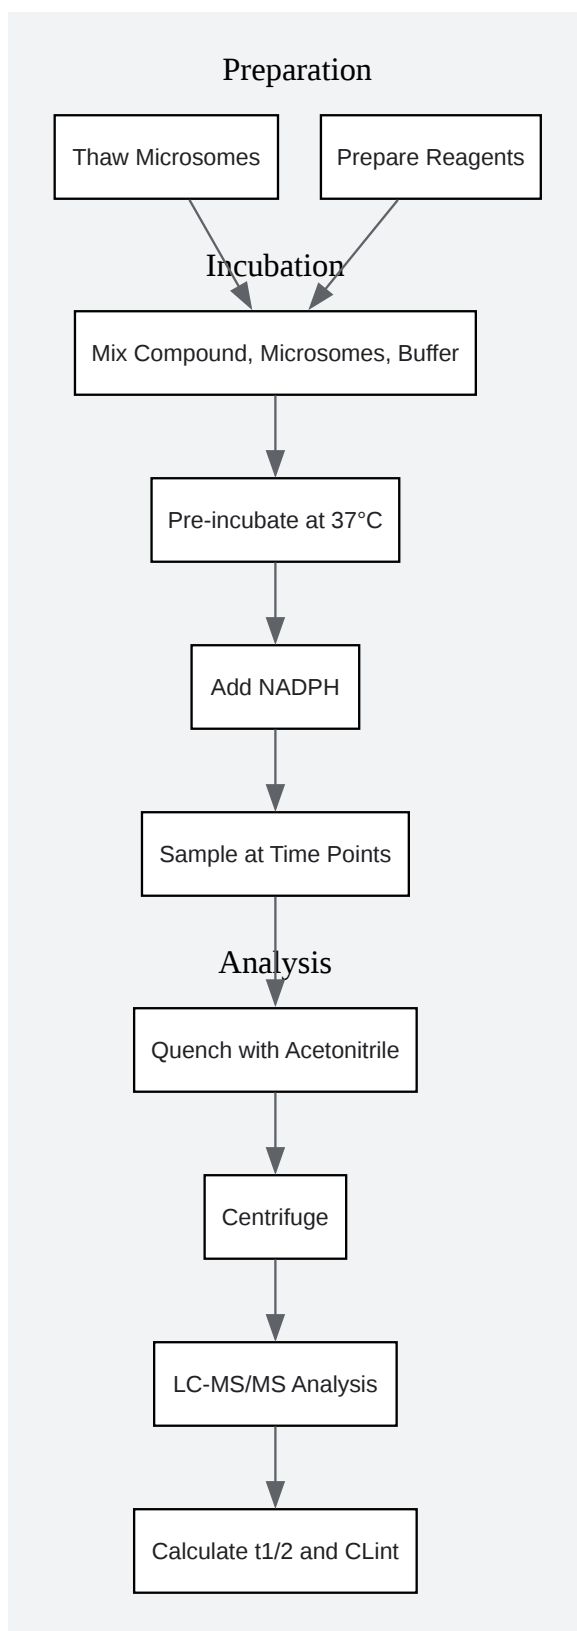 Preparation
Thaw Microsomes
Prepare Reagents
Incubation
Mix Compound, Microsomes, Buffer
Pre-incubate at 37°C
Add NADPH
Sample at Time Points
Analysis
Quench with Acetonitrile
Centrifuge
LC-MS/MS Analysis
Calculate t1/2 and CLint